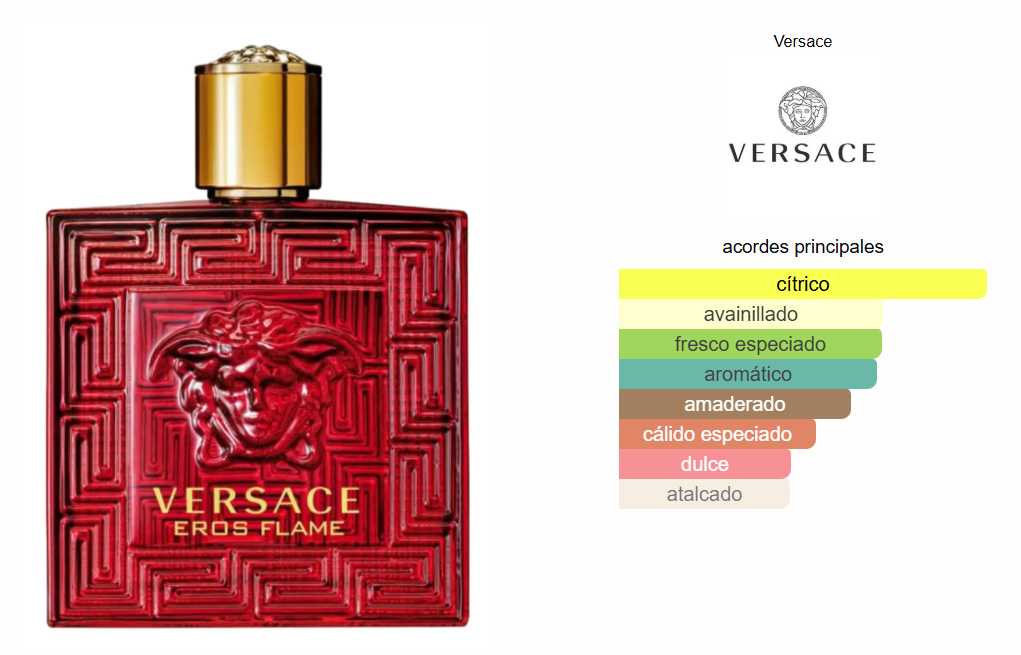 VERSACE
EROS FLAME
Versace
VERSACE
acordes principales
cítrico
avainillado
fresco especiado
aromático
amaderado
cálido especiado
dulce
atalcado